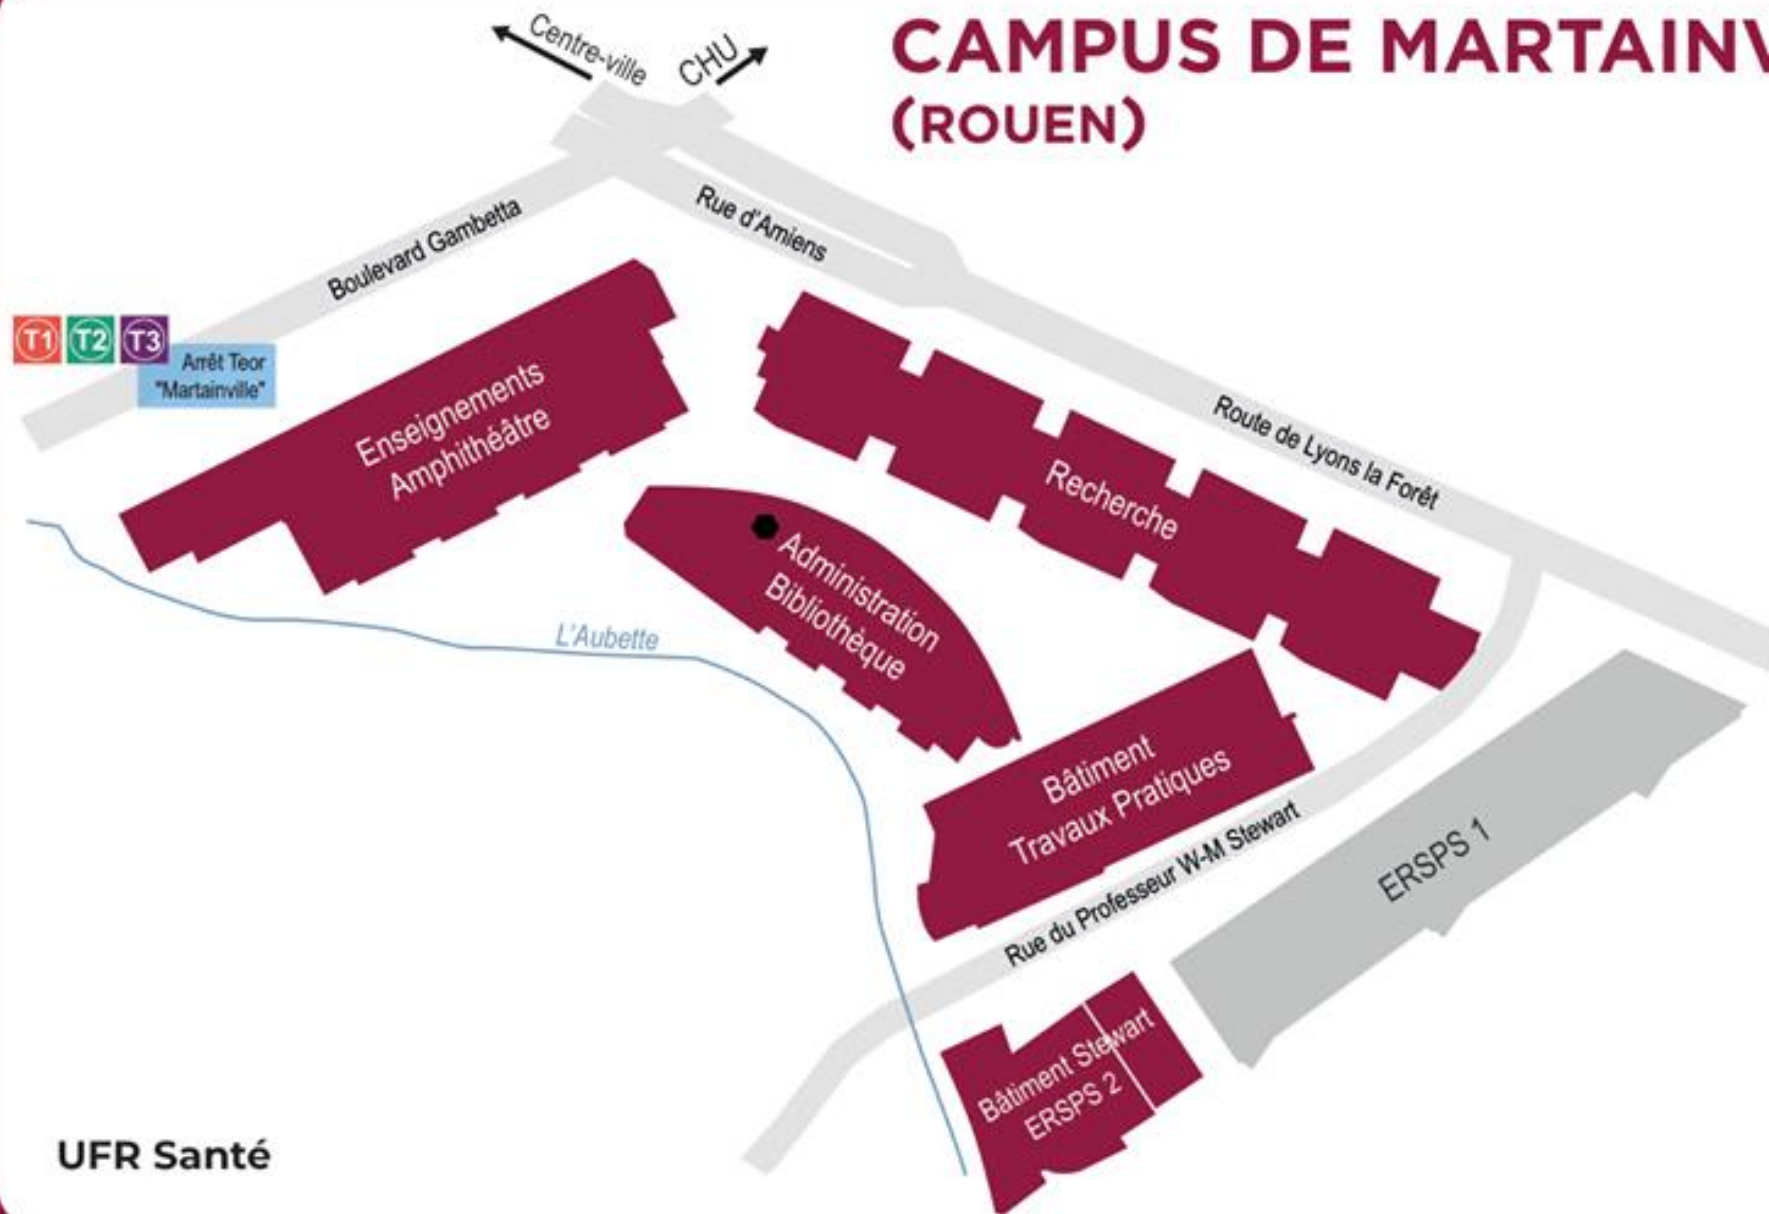 CAMPUS DE MARTAINV
(ROUEN)
Centre-ville
CHU
Boulevard Gambetta
Rue d'Amiens
T1 T2 T3
Arrêt Teor
"Martainville"
Enseignements
Amphithéâtre
Route de Lyons la Forêt
Recherche
Administration
Bibliothèque
L'Aubette
Bâtiment
Travaux Pratiques
Rue du Professeur W-M Stewart
ERSPS 1
Bâtiment Stewart
ERSPS 2
UFR Santé